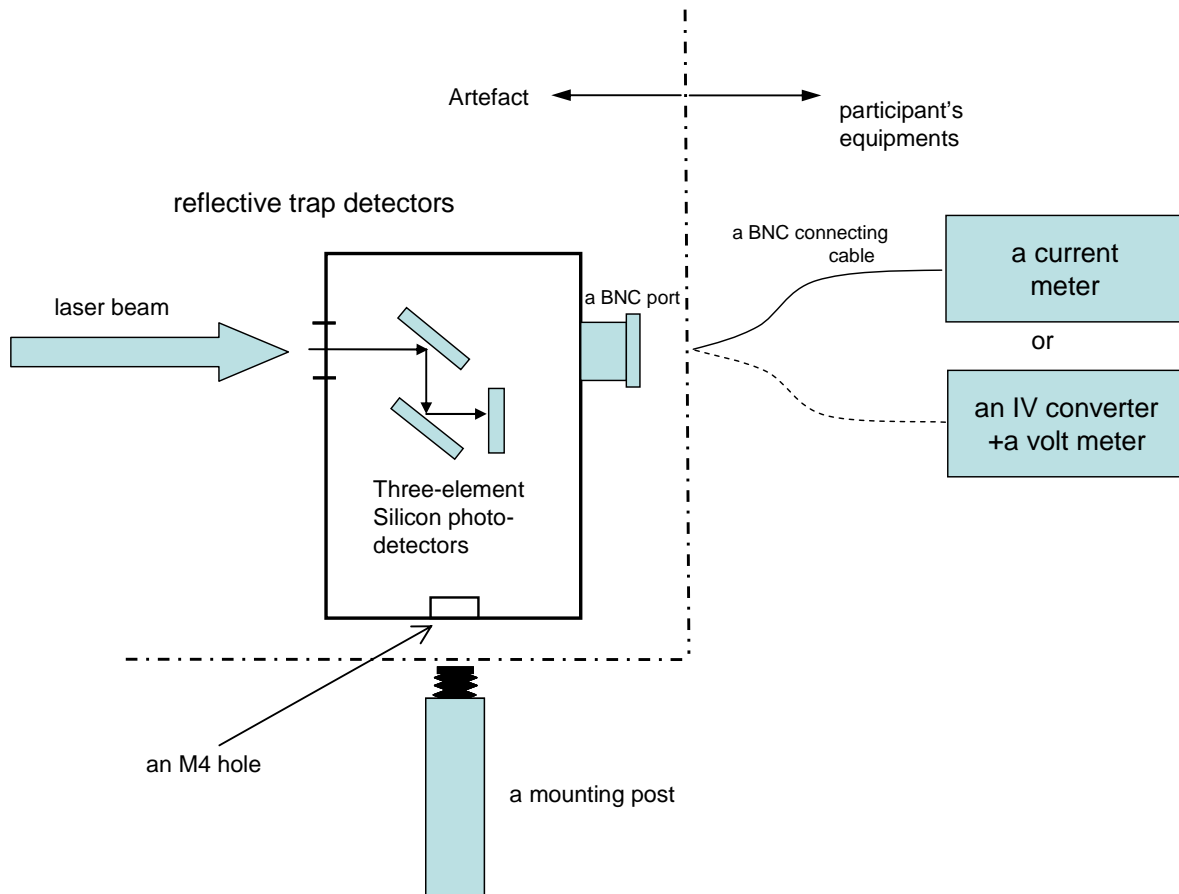 Artefact
participant's
equipments
reflective trap detectors
a BNC connecting
cable
a current
meter
laser beam
a BNC port
or
an IV converter
+a volt meter
Three-element
Silicon photo-
detectors
an M4 hole
a mounting post